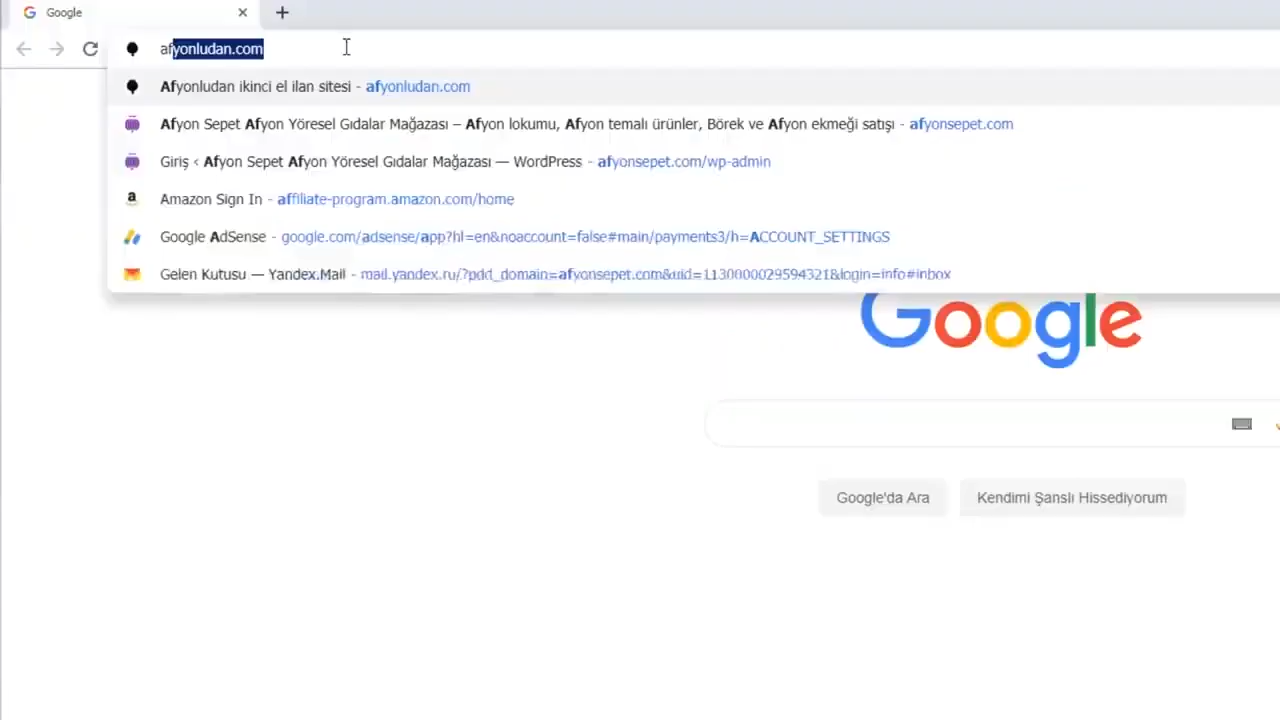 Google
afyonludan.com
Afyonludan ikinci el ilan sitesi - afyonludan.com
Afyon Sepet Afyon Yöresel Gıdalar Mağazası – Afyon lokumu, Afyon temalı ürünler, Börek ve Afyon ekmeği satışı - afyonsepet.com
Giriş ‹ Afyon Sepet Afyon Yöresel Gıdalar Mağazası — WordPress - afyonsepet.com/wp-admin
a Amazon Sign In - affiliate-program.amazon.com/home
Google AdSense - google.com/adsense/app?hl=en&noaccount=false#main/payments3/h=ACCOUNT_SETTINGS
Gelen Kutusu — Yandex.Mail - mail.yandex.ru/?pdd_domain=afyonsepet.com&uid=1130000029594321&login=info#inbox
Google
Google'da Ara
Kendimi Şanslı Hissediyorum